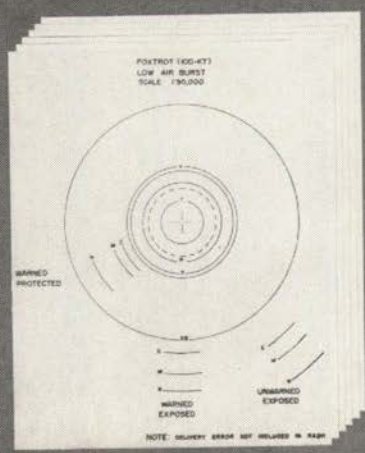 FOXTROT (100-KT)
LOW AIR BURST
SCALE 1:50,000
WARNED
PROTECTED
WARNED
EXPOSED
UNWARNED
EXPOSED
NOTE: DELIVERY ERROR NOT INCLUDED IN RADII